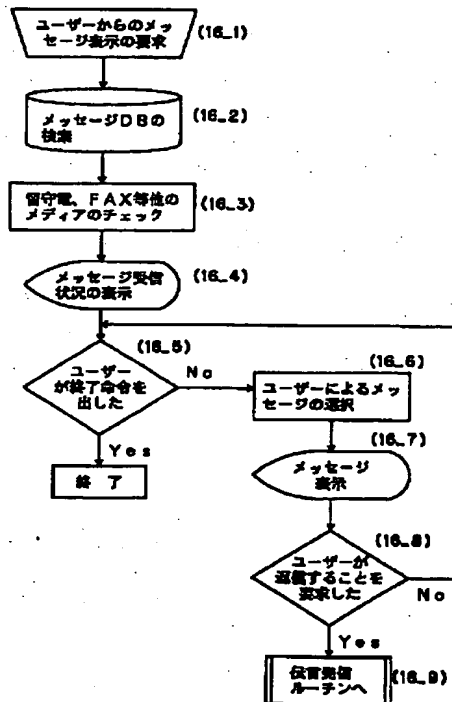 ユーザーからのメッ
セージ表示の要求
(16_1)
メッセージDBの
検索
(16_2)
留守電、FAX等他の
メディアのチェック
(16_3)
メッセージ受信
状況の表示
(16_4)
(16_5)
ユーザー
が終了命令を
出した
No
Yes
終 了
(16_6)
ユーザーによるメッ
セージの選択
(16_7)
メッセージ
表示
(16_8)
ユーザーが
返信することを
要求した
No
Yes
伝言発信
ルーチンへ
(16_9)